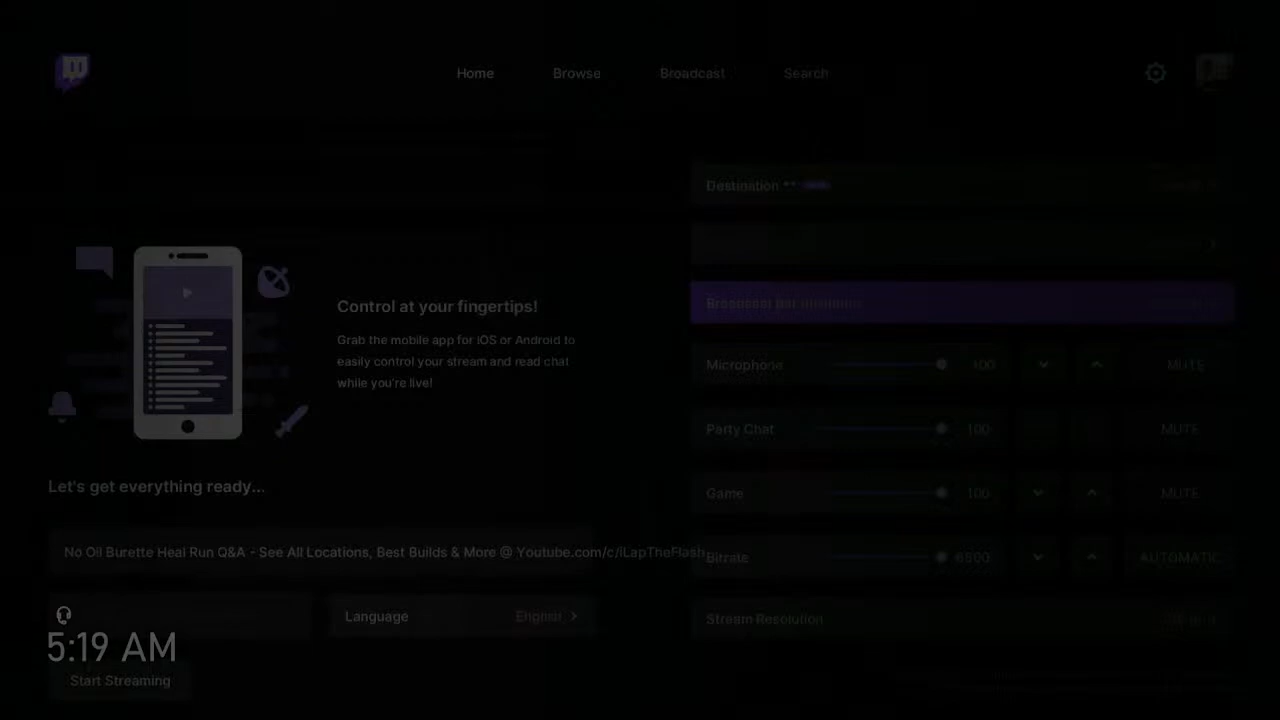 Home
Browse
Broadcast
Search
Control at your fingertips!
Grab the mobile app for iOS or Android to
easily control your stream and read chat
while you're live!
Let's get everything ready...
No Oil Burette Heal Run Q&A - See All Locations, Best Builds & More @ Youtube.com/c/iLapTheFlash
Language English
5:19 AM
Start Streaming
Destination
Broadcast
Microphone 100 MUTE
Party Chat 100 MUTE
Game 100 MUTE
Bitrate AUTOMATIC
Stream Resolution